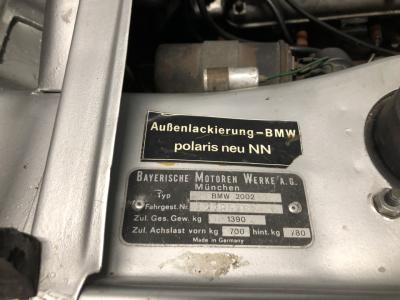 Außenlackierung-BMW
polaris neu NN
BAYERISCHE MOTOREN WERKE A.G.
München
Typ BMW 2002
Fahrgest. Nr.
Zul. Ges. Gew. kg 1390
Zul. Achslast vorn kg 700 hint. kg 780
Made in Germany